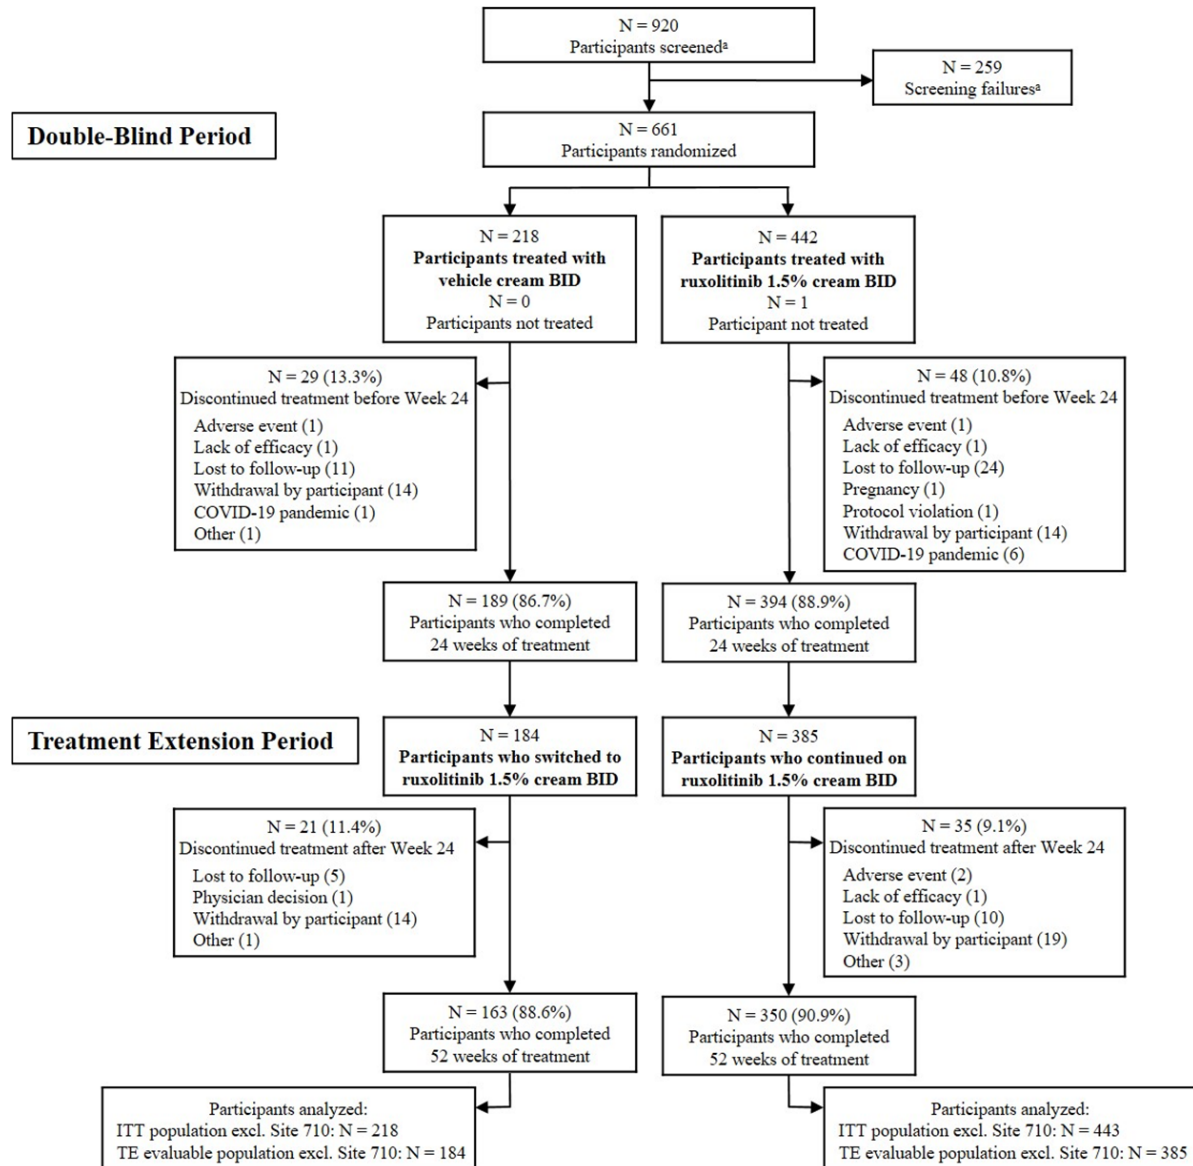 N = 920
Participants screenedᵃ
N = 259
Screening failuresᵃ
Double-Blind Period
N = 661
Participants randomized
N = 218
Participants treated with
vehicle cream BID
N = 0
Participants not treated
N = 442
Participants treated with
ruxolitinib 1.5% cream BID
N = 1
Participant not treated
N = 29 (13.3%)
Discontinued treatment before Week 24
Adverse event (1)
Lack of efficacy (1)
Lost to follow-up (11)
Withdrawal by participant (14)
COVID-19 pandemic (1)
Other (1)
N = 48 (10.8%)
Discontinued treatment before Week 24
Adverse event (1)
Lack of efficacy (1)
Lost to follow-up (24)
Pregnancy (1)
Protocol violation (1)
Withdrawal by participant (14)
COVID-19 pandemic (6)
N = 189 (86.7%)
Participants who completed
24 weeks of treatment
N = 394 (88.9%)
Participants who completed
24 weeks of treatment
Treatment Extension Period
N = 184
Participants who switched to
ruxolitinib 1.5% cream BID
N = 385
Participants who continued on
ruxolitinib 1.5% cream BID
N = 21 (11.4%)
Discontinued treatment after Week 24
Lost to follow-up (5)
Physician decision (1)
Withdrawal by participant (14)
Other (1)
N = 35 (9.1%)
Discontinued treatment after Week 24
Adverse event (2)
Lack of efficacy (1)
Lost to follow-up (10)
Withdrawal by participant (19)
Other (3)
N = 163 (88.6%)
Participants who completed
52 weeks of treatment
N = 350 (90.9%)
Participants who completed
52 weeks of treatment
Participants analyzed:
ITT population excl. Site 710: N = 218
TE evaluable population excl. Site 710: N = 184
Participants analyzed:
ITT population excl. Site 710: N = 443
TE evaluable population excl. Site 710: N = 385